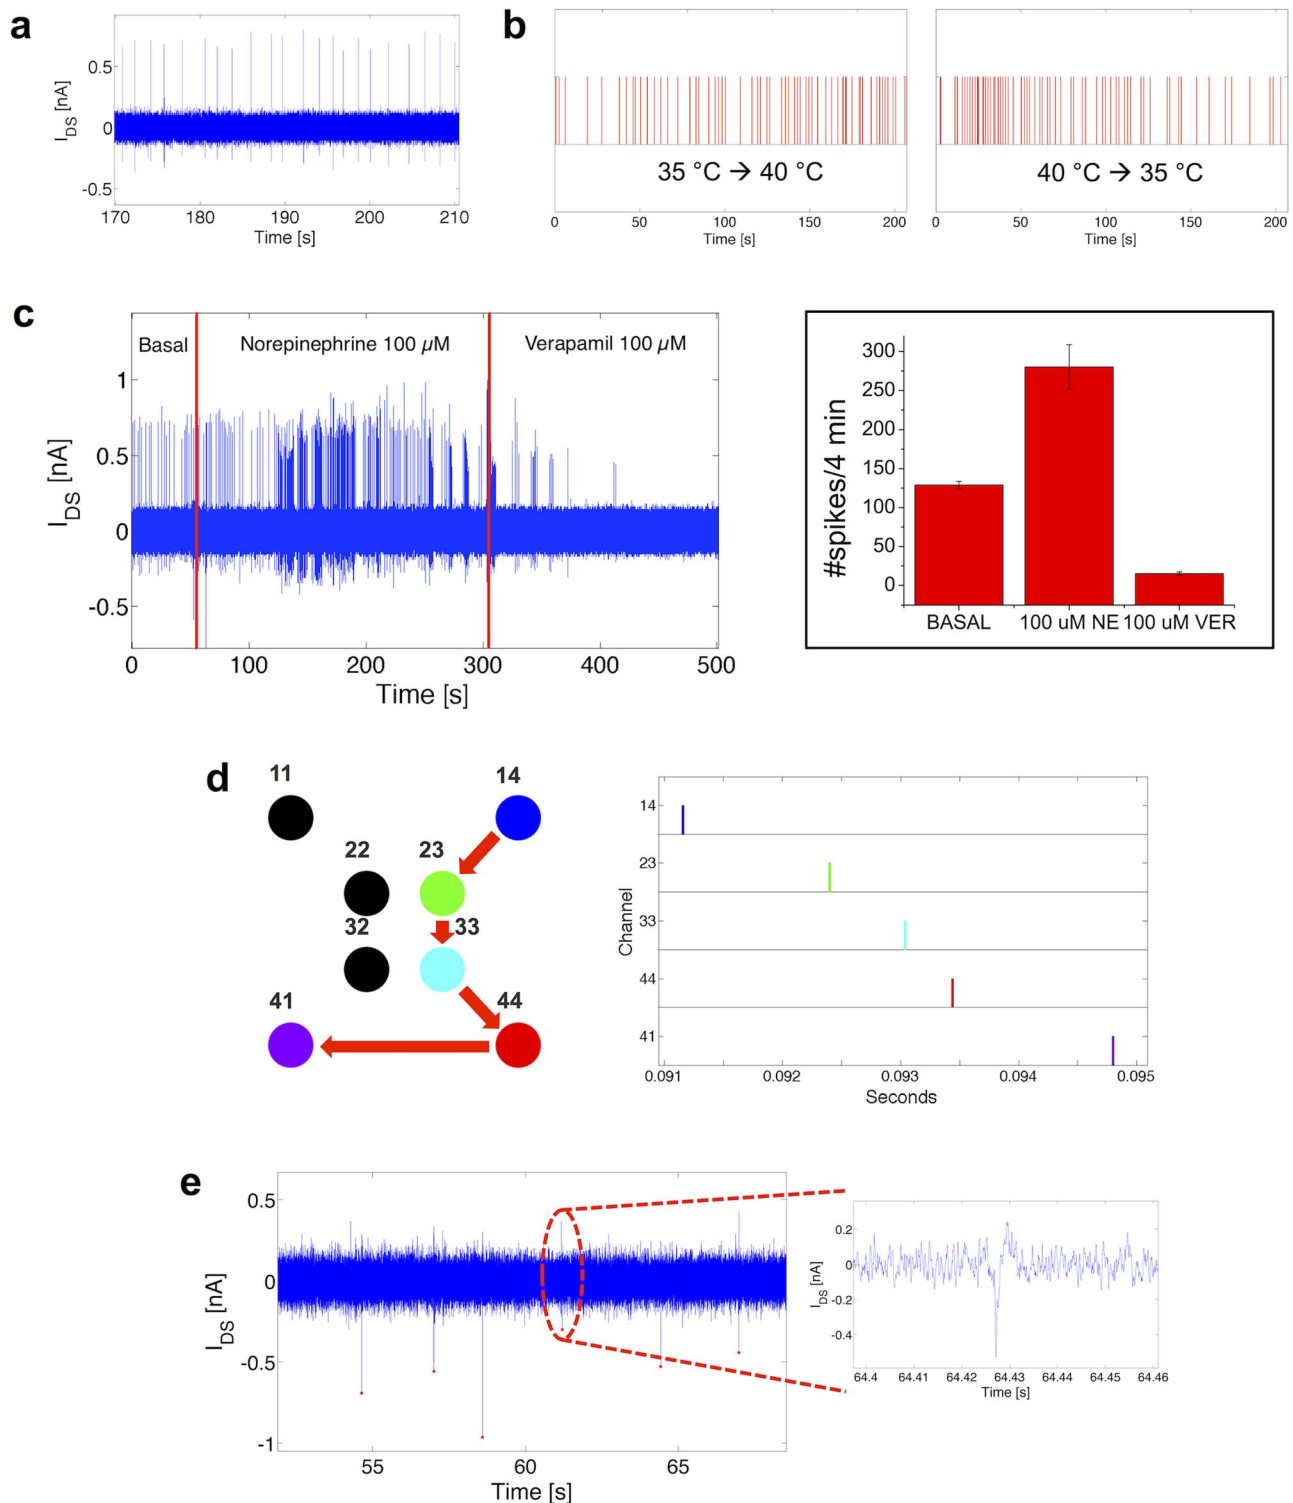 a
I_DS [nA]
0.5
0
-0.5
170 180 190 200 210
Time [s]
b
35 °C → 40 °C
0 50 100 150 200
Time [s]
40 °C → 35 °C
0 50 100 150 200
Time [s]
c
Basal Norepinephrine 100 µM Verapamil 100 µM
I_DS [nA]
1
0.5
0
-0.5
0 100 200 300 400 500
Time [s]
#spikes/4 min
300
250
200
150
100
50
0
BASAL 100 uM NE 100 uM VER
d
11 14
22 23
32 33
41 44
Channel
14
23
33
44
41
0.091 0.092 0.093 0.094 0.095
Seconds
e
I_DS [nA]
0.5
0
-0.5
-1
55 60 65
Time [s]
I_DS [nA]
0.2
0
-0.2
-0.4
64.4 64.41 64.42 64.43 64.44 64.45 64.46
Time [s]